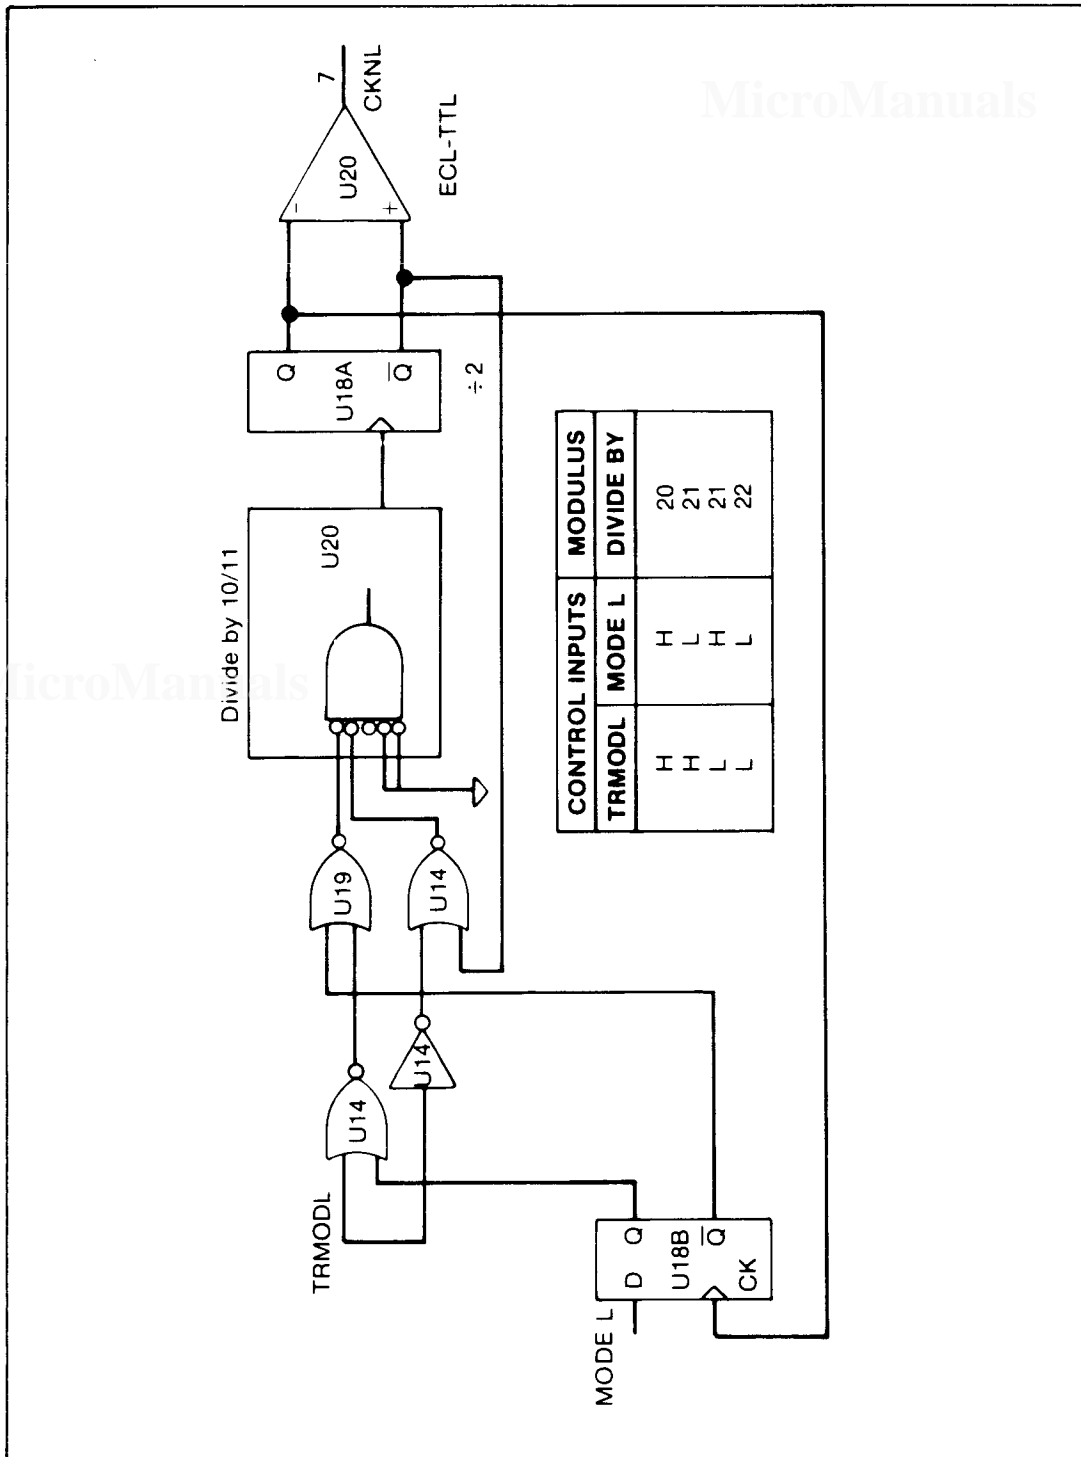 MicroManuals
MicroManuals
Divide by 10/11
U20
Q
U18A
Q
÷2
-
+
U20
7
CKNL
ECL-TTL
TRMODL
U14
U14
U19
U14
MODE L
D
Q
U18B
Q
CK
CONTROL INPUTS MODULUS
TRMODL MODE L DIVIDE BY
H H 20
H L 21
L H 21
L L 22